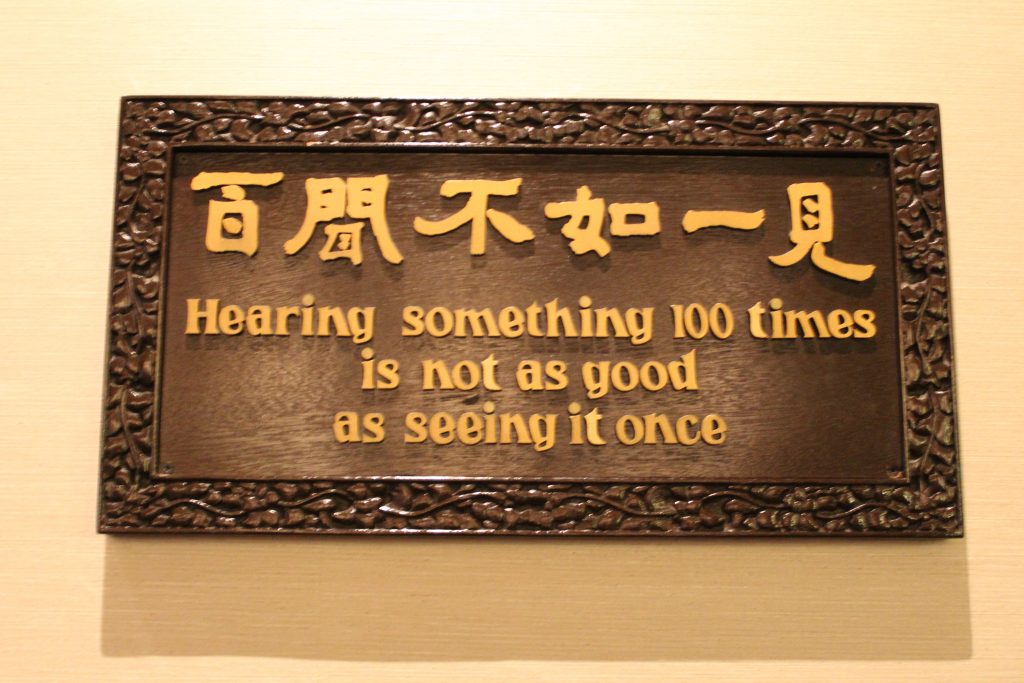 百聞不如一見
Hearing something 100 times
is not as good
as seeing it once